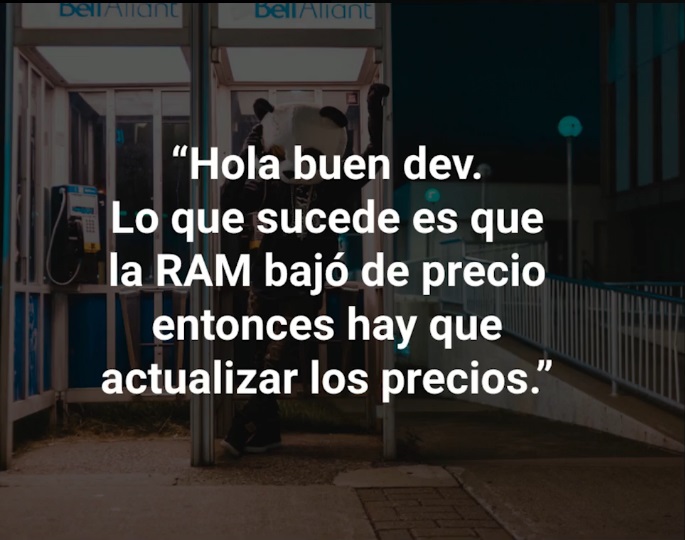 BellAliant BellAliant
“Hola buen dev.
Lo que sucede es que
la RAM bajó de precio
entonces hay que
actualizar los precios.”